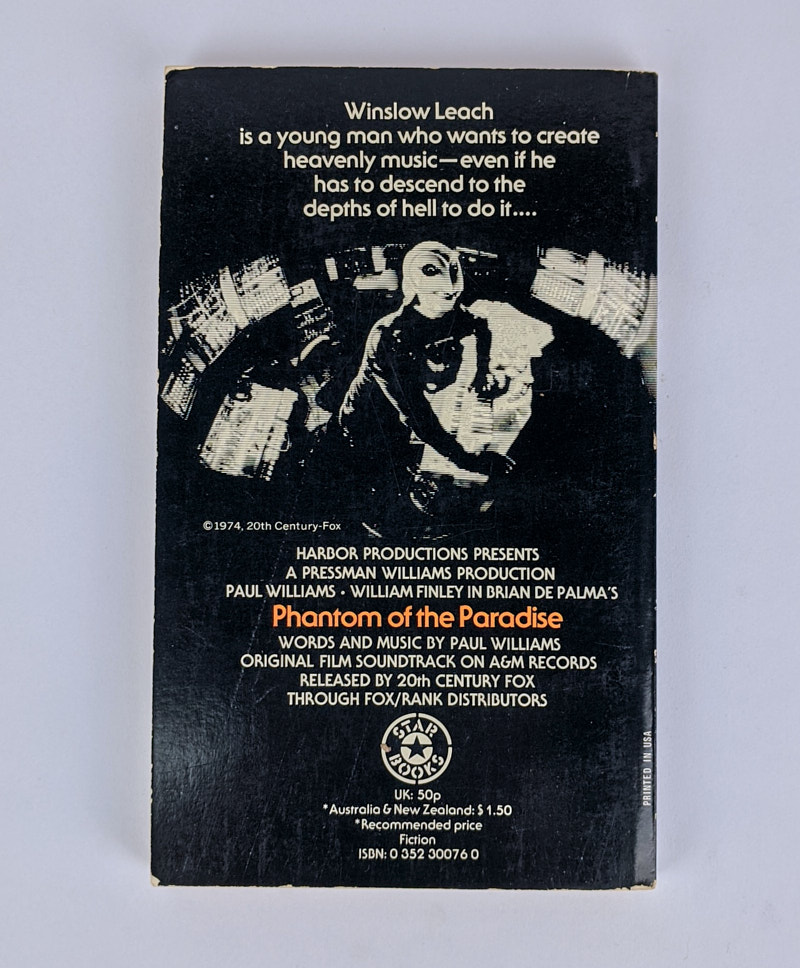 Winslow Leach
is a young man who wants to create
heavenly music—even if he
has to descend to the
depths of hell to do it....
©1974, 20th Century-Fox
HARBOR PRODUCTIONS PRESENTS
A PRESSMAN WILLIAMS PRODUCTION
PAUL WILLIAMS • WILLIAM FINLEY IN BRIAN DE PALMA'S
Phantom of the Paradise
WORDS AND MUSIC BY PAUL WILLIAMS
ORIGINAL FILM SOUNDTRACK ON A&M RECORDS
RELEASED BY 20th CENTURY FOX
THROUGH FOX/RANK DISTRIBUTORS
STAR
BOOKS
UK: 50p
*Australia & New Zealand: $ 1.50
*Recommended price
Fiction
ISBN: 0 352 30076 0
PRINTED IN USA